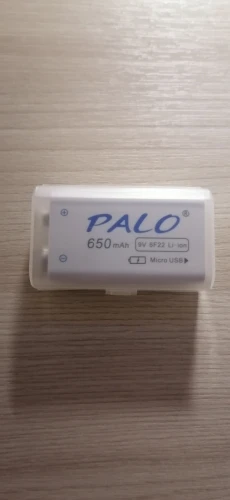 PALO®
650mAh 9V 6F22 Li-ion
Micro USB